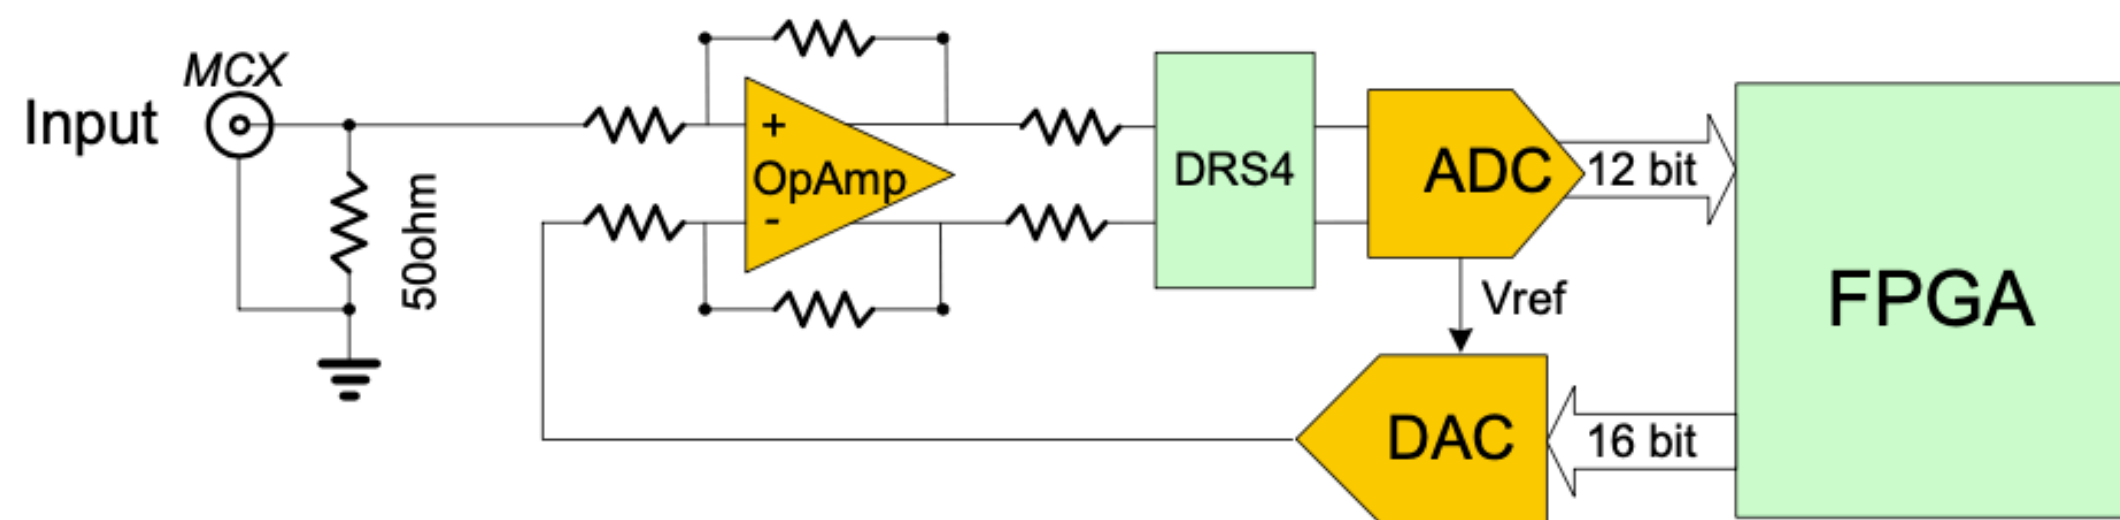 MCX
Input
50ohm
+
OpAmp
-
DRS4
ADC
12 bit
Vref
FPGA
DAC
16 bit